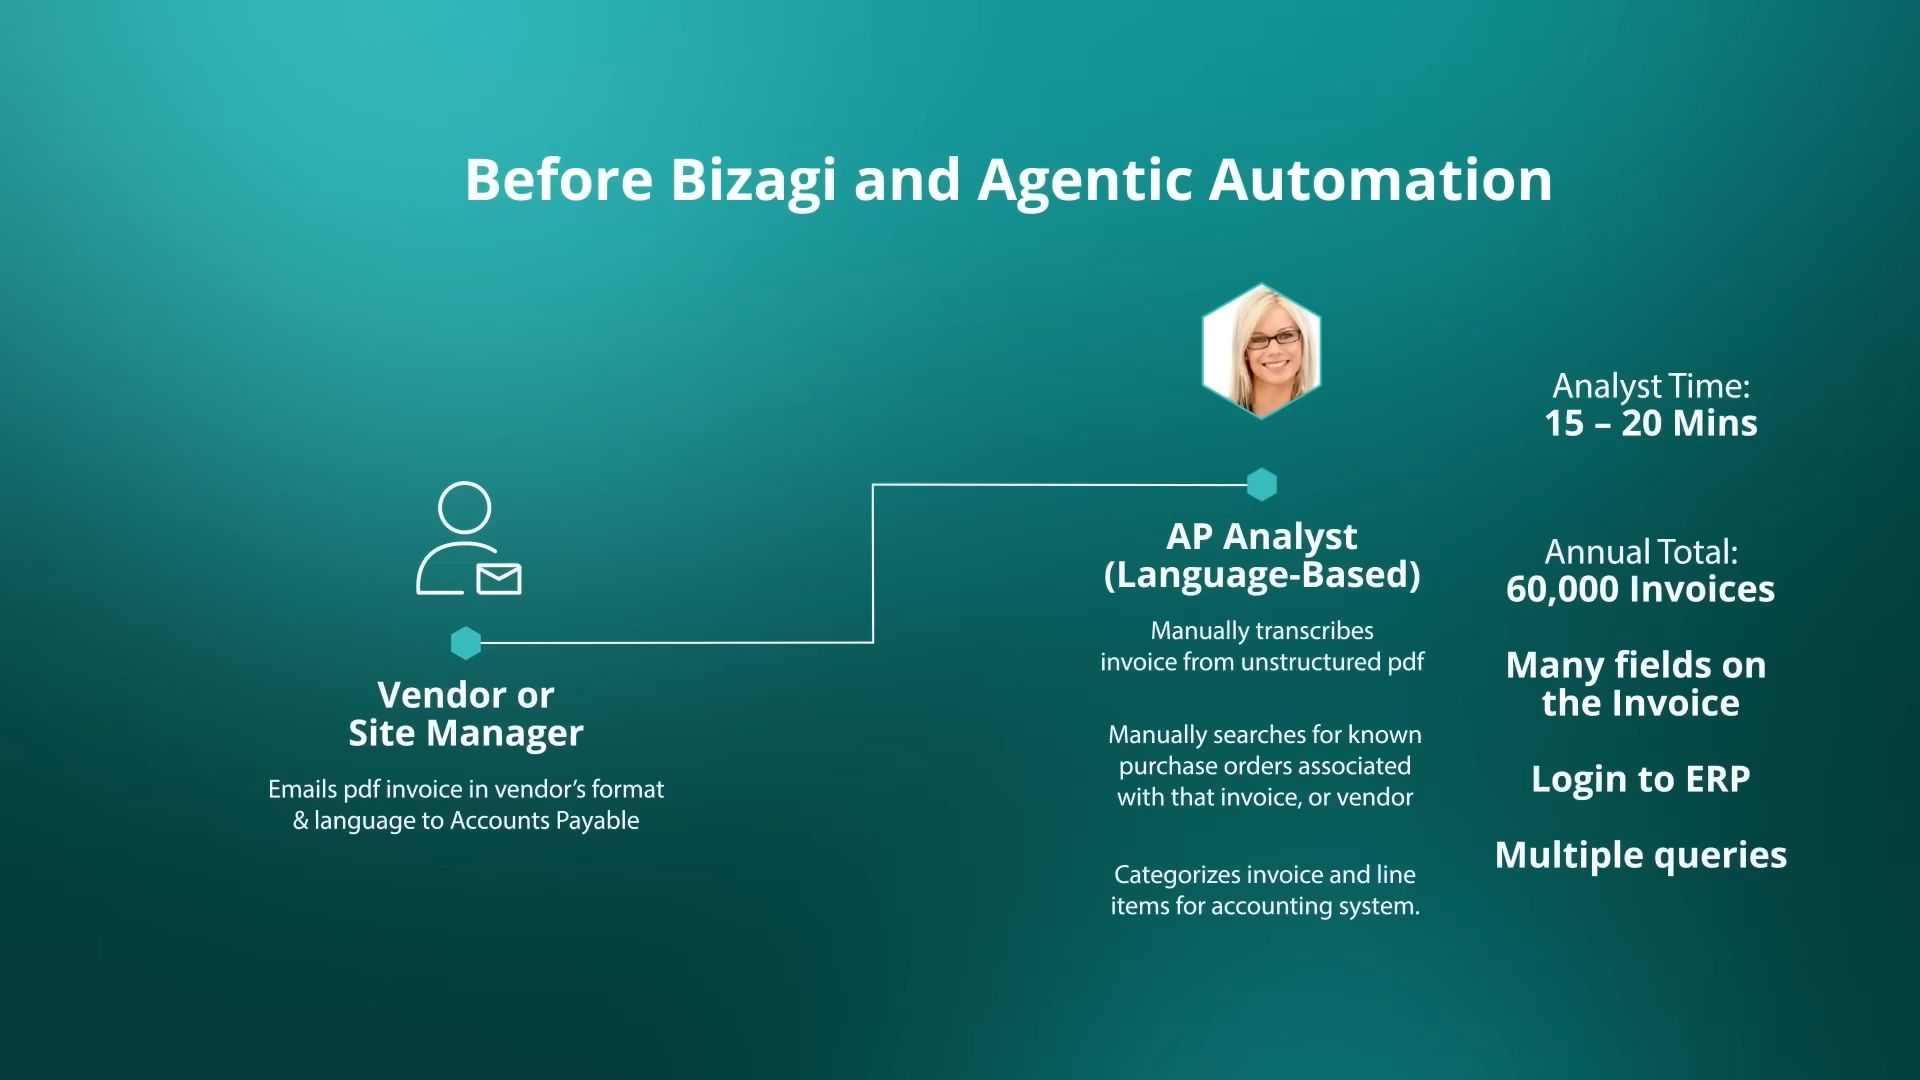 Before Bizagi and Agentic Automation
Vendor or
Site Manager
Emails pdf invoice in vendor’s format
& language to Accounts Payable
AP Analyst
(Language-Based)
Manually transcribes
invoice from unstructured pdf
Manually searches for known
purchase orders associated
with that invoice, or vendor
Categorizes invoice and line
items for accounting system.
Analyst Time:
15 – 20 Mins
Annual Total:
60,000 Invoices
Many fields on
the Invoice
Login to ERP
Multiple queries